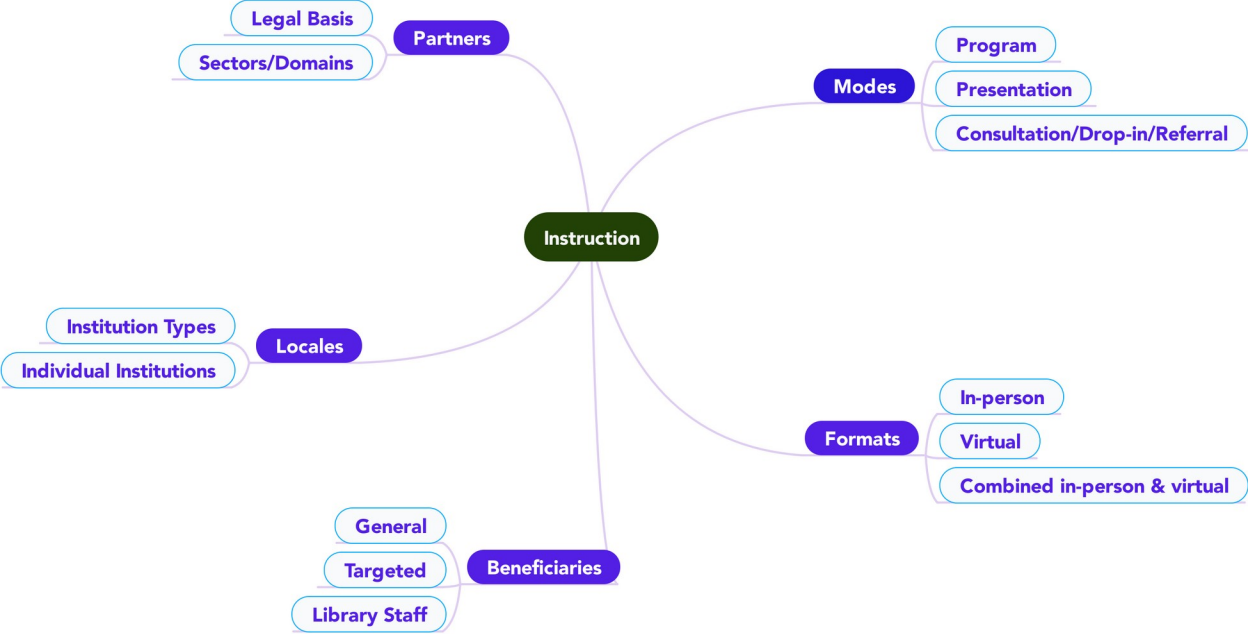 Legal Basis
Partners
Sectors/Domains
Program
Modes
Presentation
Consultation/Drop-in/Referral
Instruction
Institution Types
Locales
Individual Institutions
In-person
Formats
Virtual
Combined in-person & virtual
General
Targeted
Beneficiaries
Library Staff